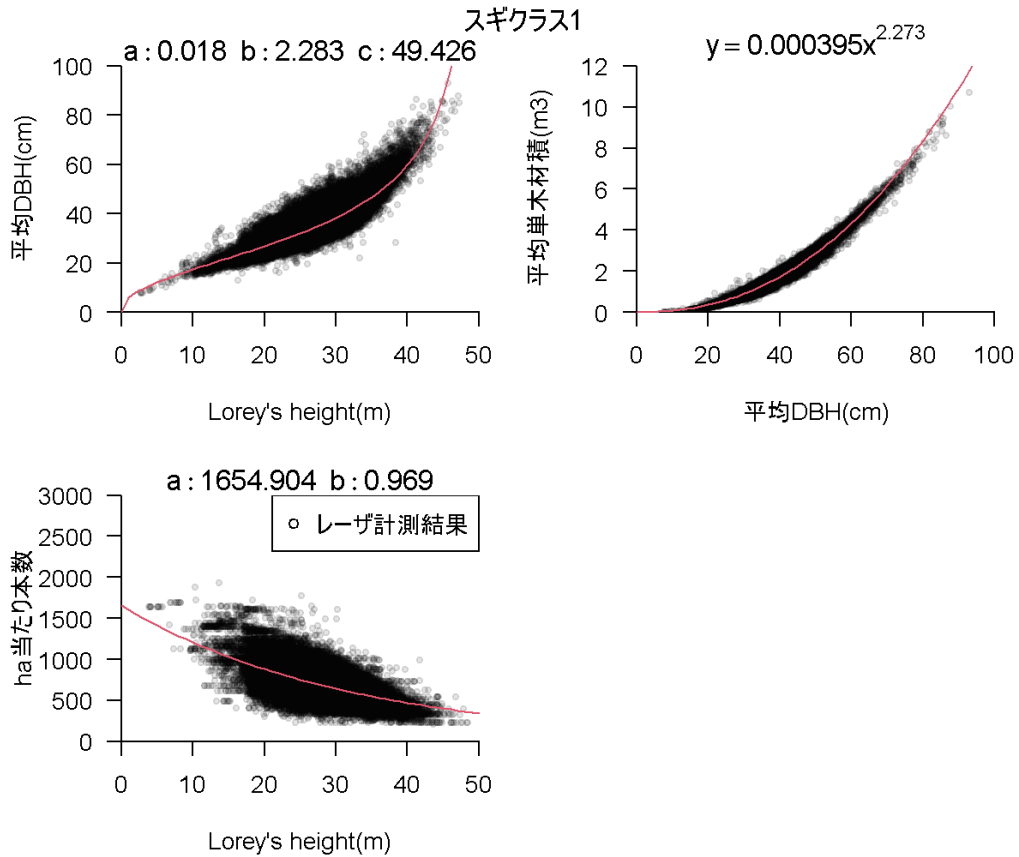 スギクラス1
a : 0.018 b : 2.283 c : 49.426
平均DBH(cm)
100
80
60
40
20
0
0 10 20 30 40 50
Lorey's height(m)
y = 0.000395x^2.273
平均単木材積(m3)
12
10
8
6
4
2
0
0 20 40 60 80 100
平均DBH(cm)
a : 1654.904 b : 0.969
ha当たり本数
3000
2500
2000
1500
1000
500
0
レーザ計測結果
0 10 20 30 40 50
Lorey's height(m)